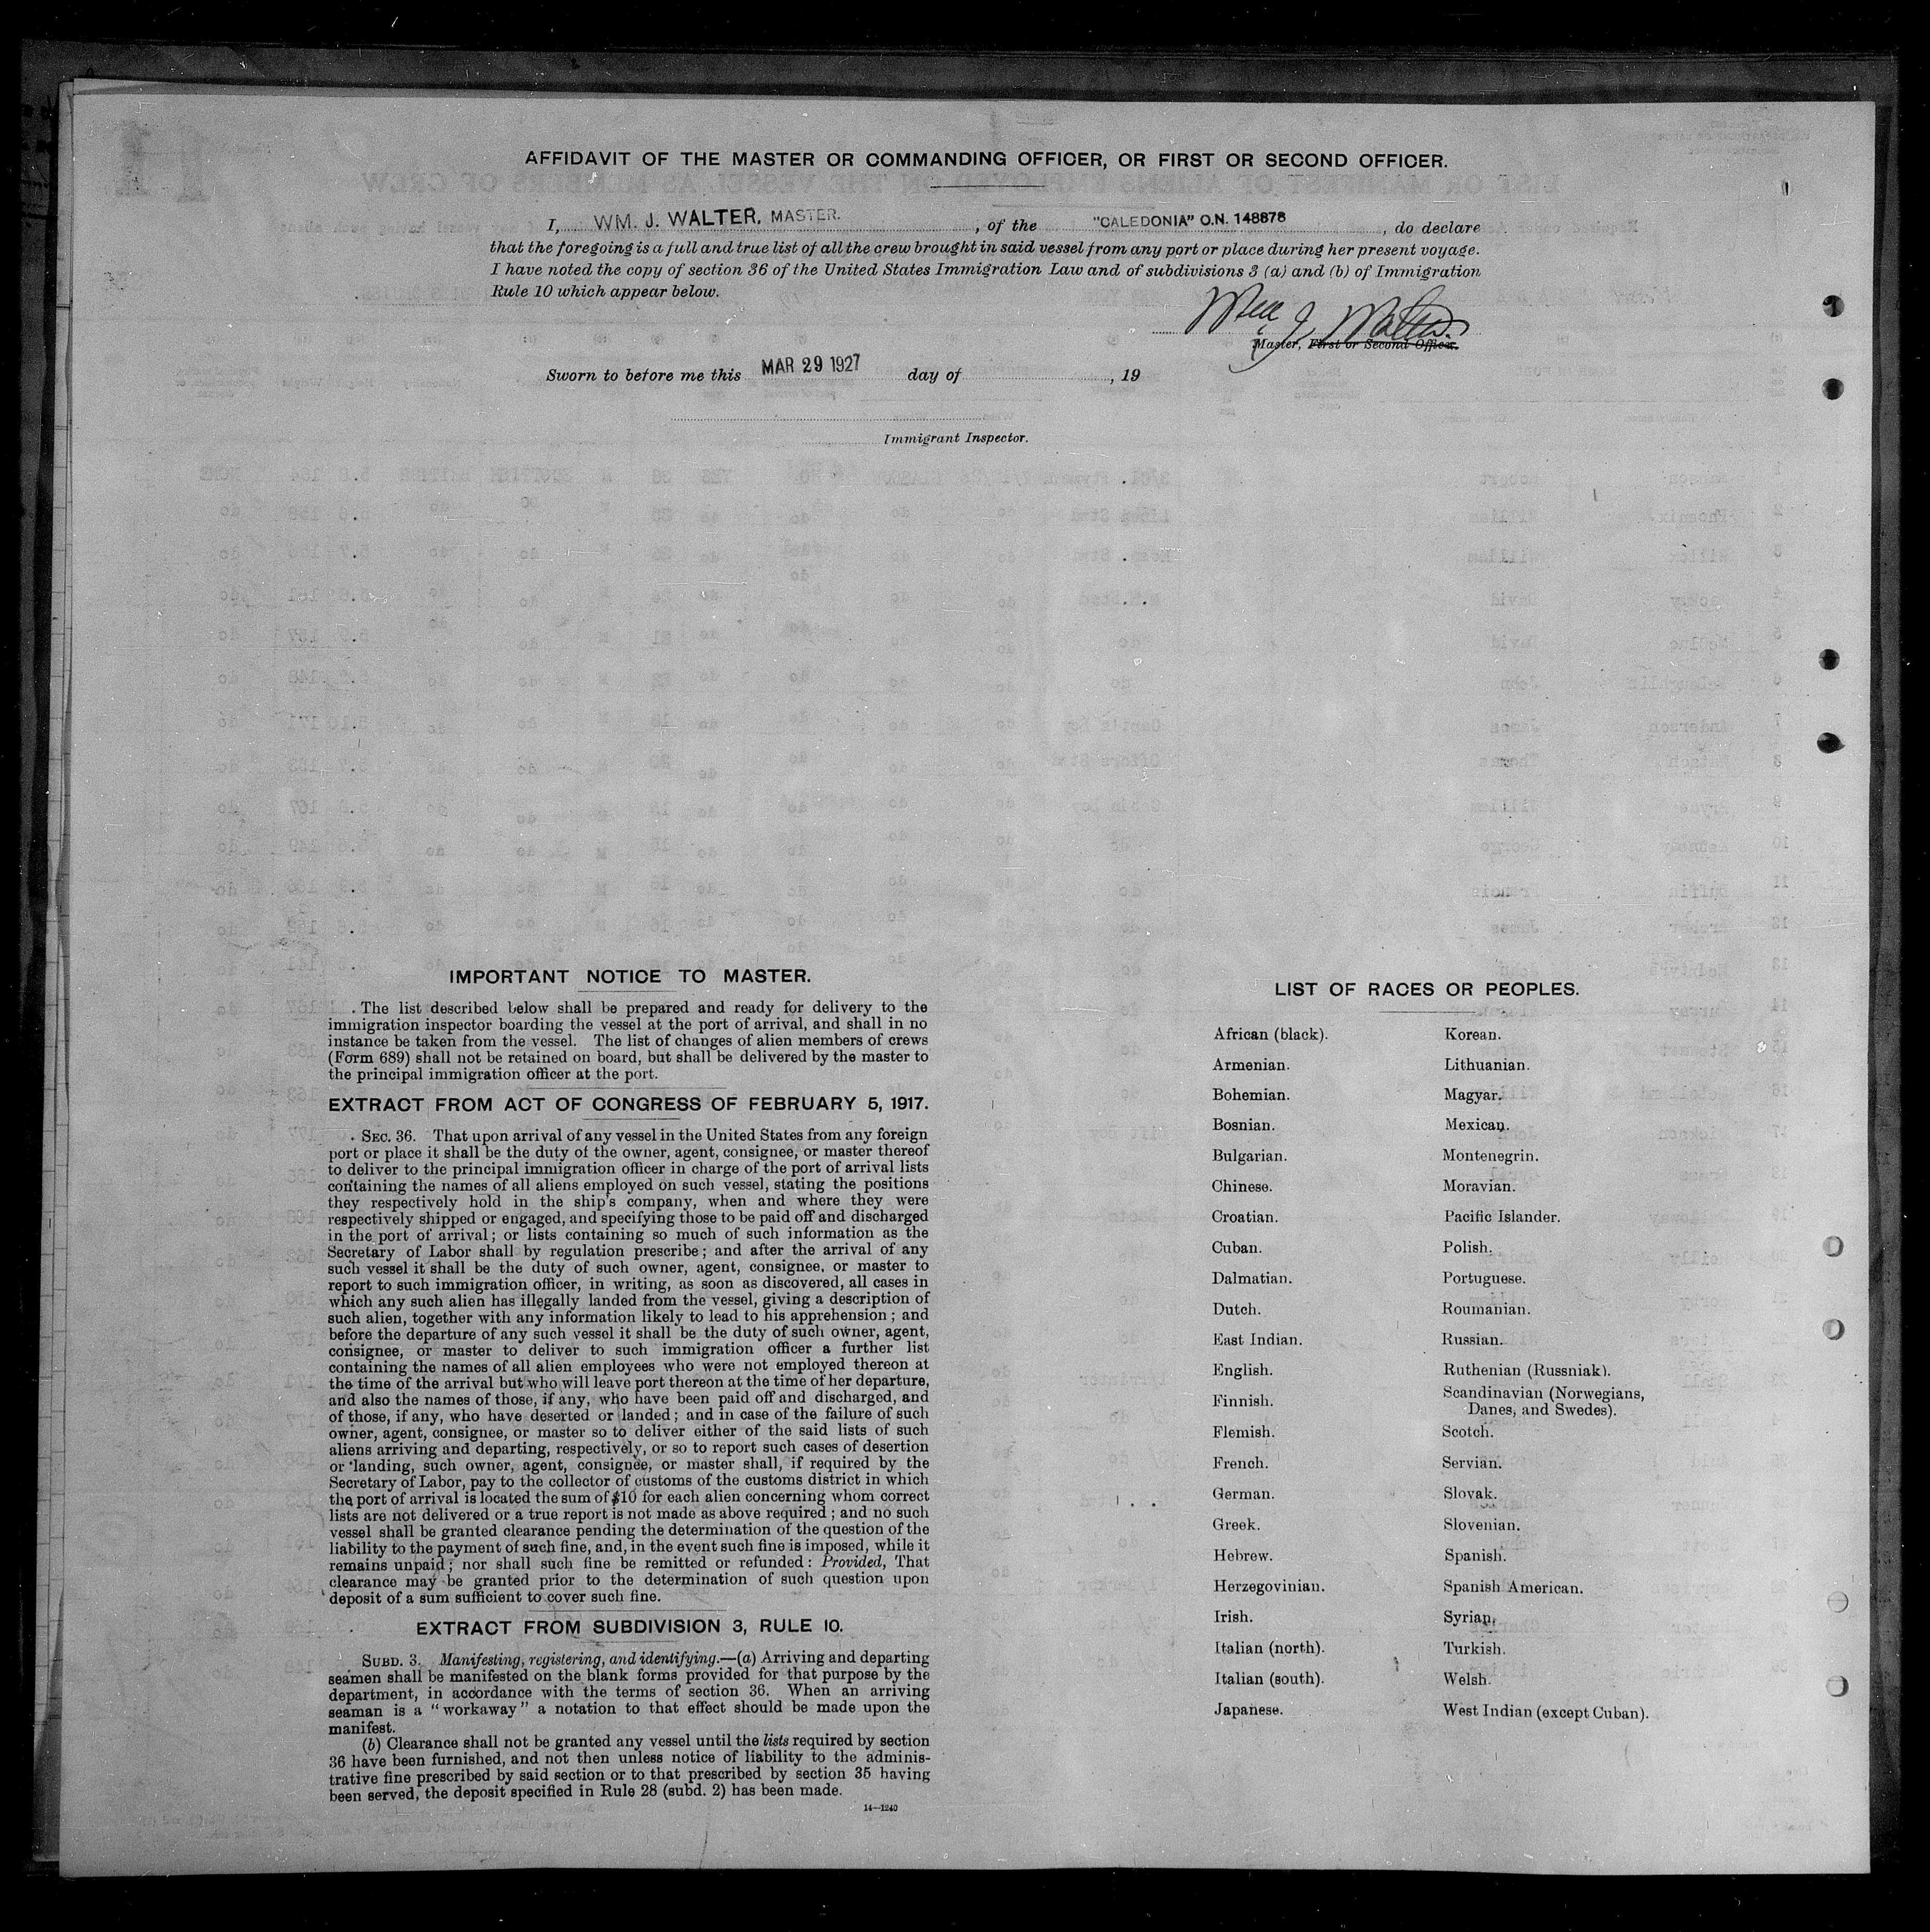 AFFIDAVIT OF THE MASTER OR COMMANDING OFFICER, OR FIRST OR SECOND OFFICER.
I, WM. J. WALTER, MASTER. , of the "CALEDONIA" O.N. 148878 , do declare
that the foregoing is a full and true list of all the crew brought in said vessel from any port or place during her present voyage.
I have noted the copy of section 36 of the United States Immigration Law and of subdivisions 3 (a) and (b) of Immigration
Rule 10 which appear below.
Wm J. Walter.
Master, First or Second Officer.
Sworn to before me this MAR 29 1927 day of , 19
Immigrant Inspector.
IMPORTANT NOTICE TO MASTER.
The list described below shall be prepared and ready for delivery to the
immigration inspector boarding the vessel at the port of arrival, and shall in no
instance be taken from the vessel. The list of changes of alien members of crews
(Form 689) shall not be retained on board, but shall be delivered by the master to
the principal immigration officer at the port.
EXTRACT FROM ACT OF CONGRESS OF FEBRUARY 5, 1917.
SEC. 36. That upon arrival of any vessel in the United States from any foreign
port or place it shall be the duty of the owner, agent, consignee, or master thereof
to deliver to the principal immigration officer in charge of the port of arrival lists
containing the names of all aliens employed on such vessel, stating the positions
they respectively hold in the ship's company, when and where they were
respectively shipped or engaged, and specifying those to be paid off and discharged
in the port of arrival; or lists containing so much of such information as the
Secretary of Labor shall by regulation prescribe; and after the arrival of any
such vessel it shall be the duty of such owner, agent, consignee, or master to
report to such immigration officer, in writing, as soon as discovered, all cases in
which any such alien has illegally landed from the vessel, giving a description of
such alien, together with any information likely to lead to his apprehension; and
before the departure of any such vessel it shall be the duty of such owner, agent,
consignee, or master to deliver to such immigration officer a further list
containing the names of all alien employees who were not employed thereon at
the time of the arrival but who will leave port thereon at the time of her departure,
and also the names of those, if any, who have been paid off and discharged, and
of those, if any, who have deserted or landed; and in case of the failure of such
owner, agent, consignee, or master so to deliver either of the said lists of such
aliens arriving and departing, respectively, or so to report such cases of desertion
or landing, such owner, agent, consignee, or master shall, if required by the
Secretary of Labor, pay to the collector of customs of the customs district in which
the port of arrival is located the sum of $10 for each alien concerning whom correct
lists are not delivered or a true report is not made as above required; and no such
vessel shall be granted clearance pending the determination of the question of the
liability to the payment of such fine, and, in the event such fine is imposed, while it
remains unpaid; nor shall such fine be remitted or refunded: Provided, That
clearance may be granted prior to the determination of such question upon
deposit of a sum sufficient to cover such fine.
EXTRACT FROM SUBDIVISION 3, RULE 10.
SUBD. 3. Manifesting, registering, and identifying.—(a) Arriving and departing
seamen shall be manifested on the blank forms provided for that purpose by the
department, in accordance with the terms of section 36. When an arriving
seaman is a "workaway" a notation to that effect should be made upon the
manifest.
(b) Clearance shall not be granted any vessel until the lists required by section
36 have been furnished, and not then unless notice of liability to the adminis-
trative fine prescribed by said section or to that prescribed by section 35 having
been served, the deposit specified in Rule 28 (subd. 2) has been made.
14—1240
LIST OF RACES OR PEOPLES.
African (black).
Armenian.
Bohemian.
Bosnian.
Bulgarian.
Chinese.
Croatian.
Cuban.
Dalmatian.
Dutch.
East Indian.
English.
Finnish.
Flemish.
French.
German.
Greek.
Hebrew.
Herzegovinian.
Irish.
Italian (north).
Italian (south).
Japanese.
Korean.
Lithuanian.
Magyar.
Mexican.
Montenegrin.
Moravian.
Pacific Islander.
Polish.
Portuguese.
Roumanian.
Russian.
Ruthenian (Russniak).
Scandinavian (Norwegians,
Danes, and Swedes).
Scotch.
Servian.
Slovak.
Slovenian.
Spanish.
Spanish American.
Syrian.
Turkish.
Welsh.
West Indian (except Cuban).